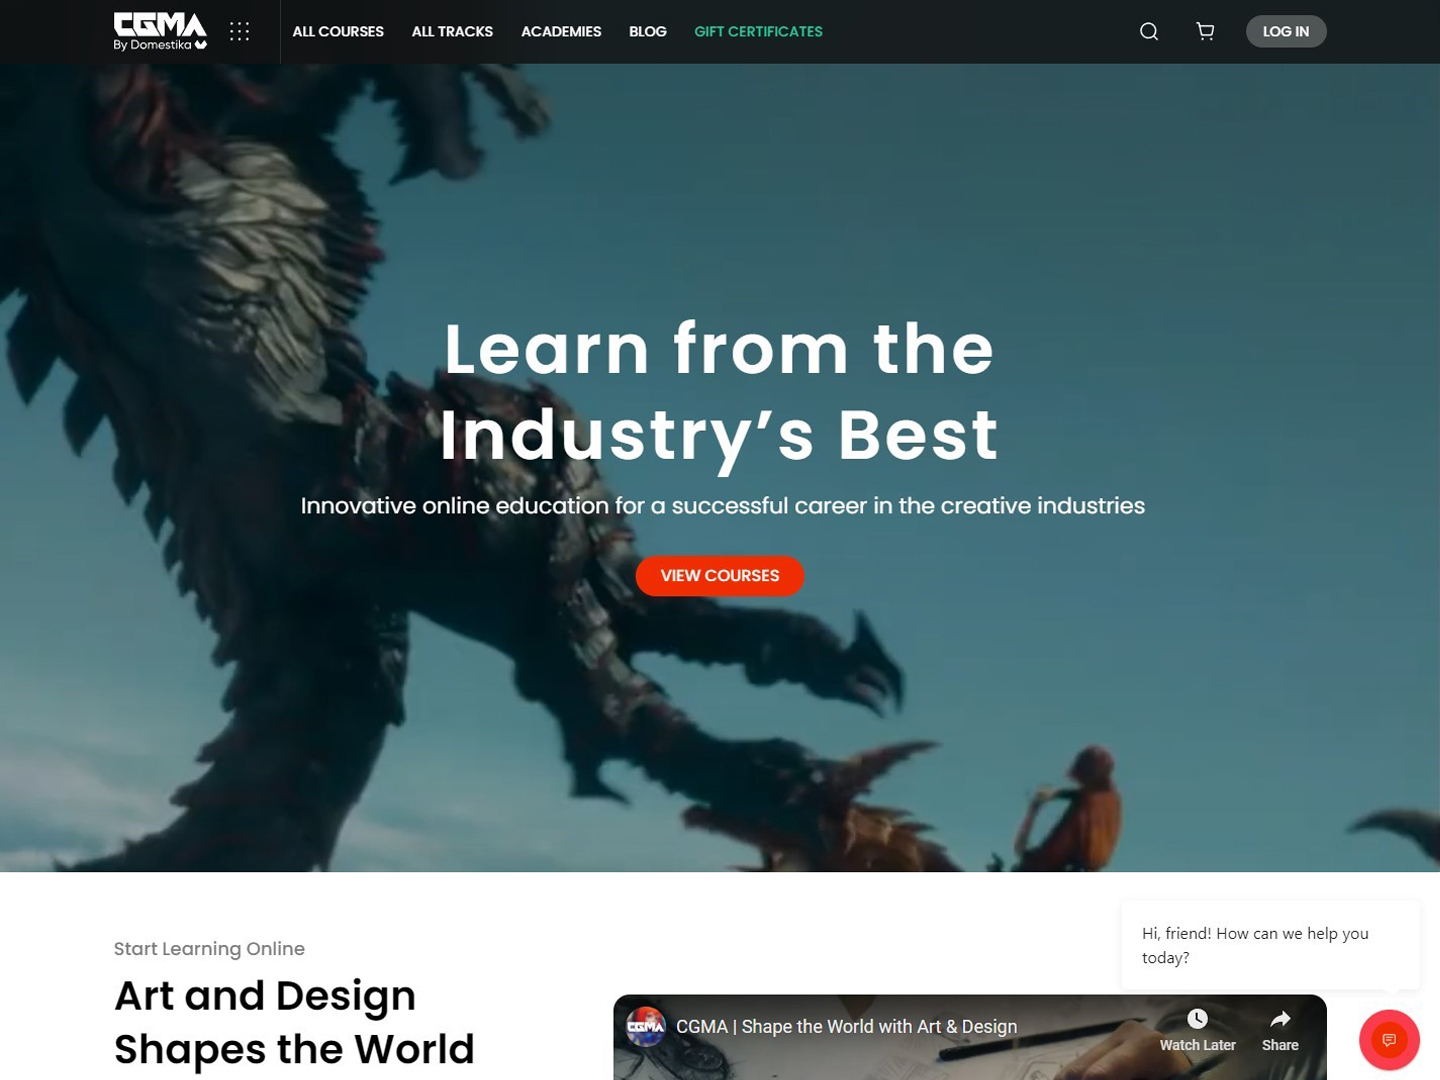 CGMA
By Domestika
ALL COURSES
ALL TRACKS
ACADEMIES
BLOG
GIFT CERTIFICATES
LOG IN
Learn from the
Industry’s Best
Innovative online education for a successful career in the creative industries
VIEW COURSES
Start Learning Online
Art and Design
Shapes the World
Hi, friend! How can we help you
today?
CGMA
CGMA | Shape the World with Art & Design
Watch Later
Share